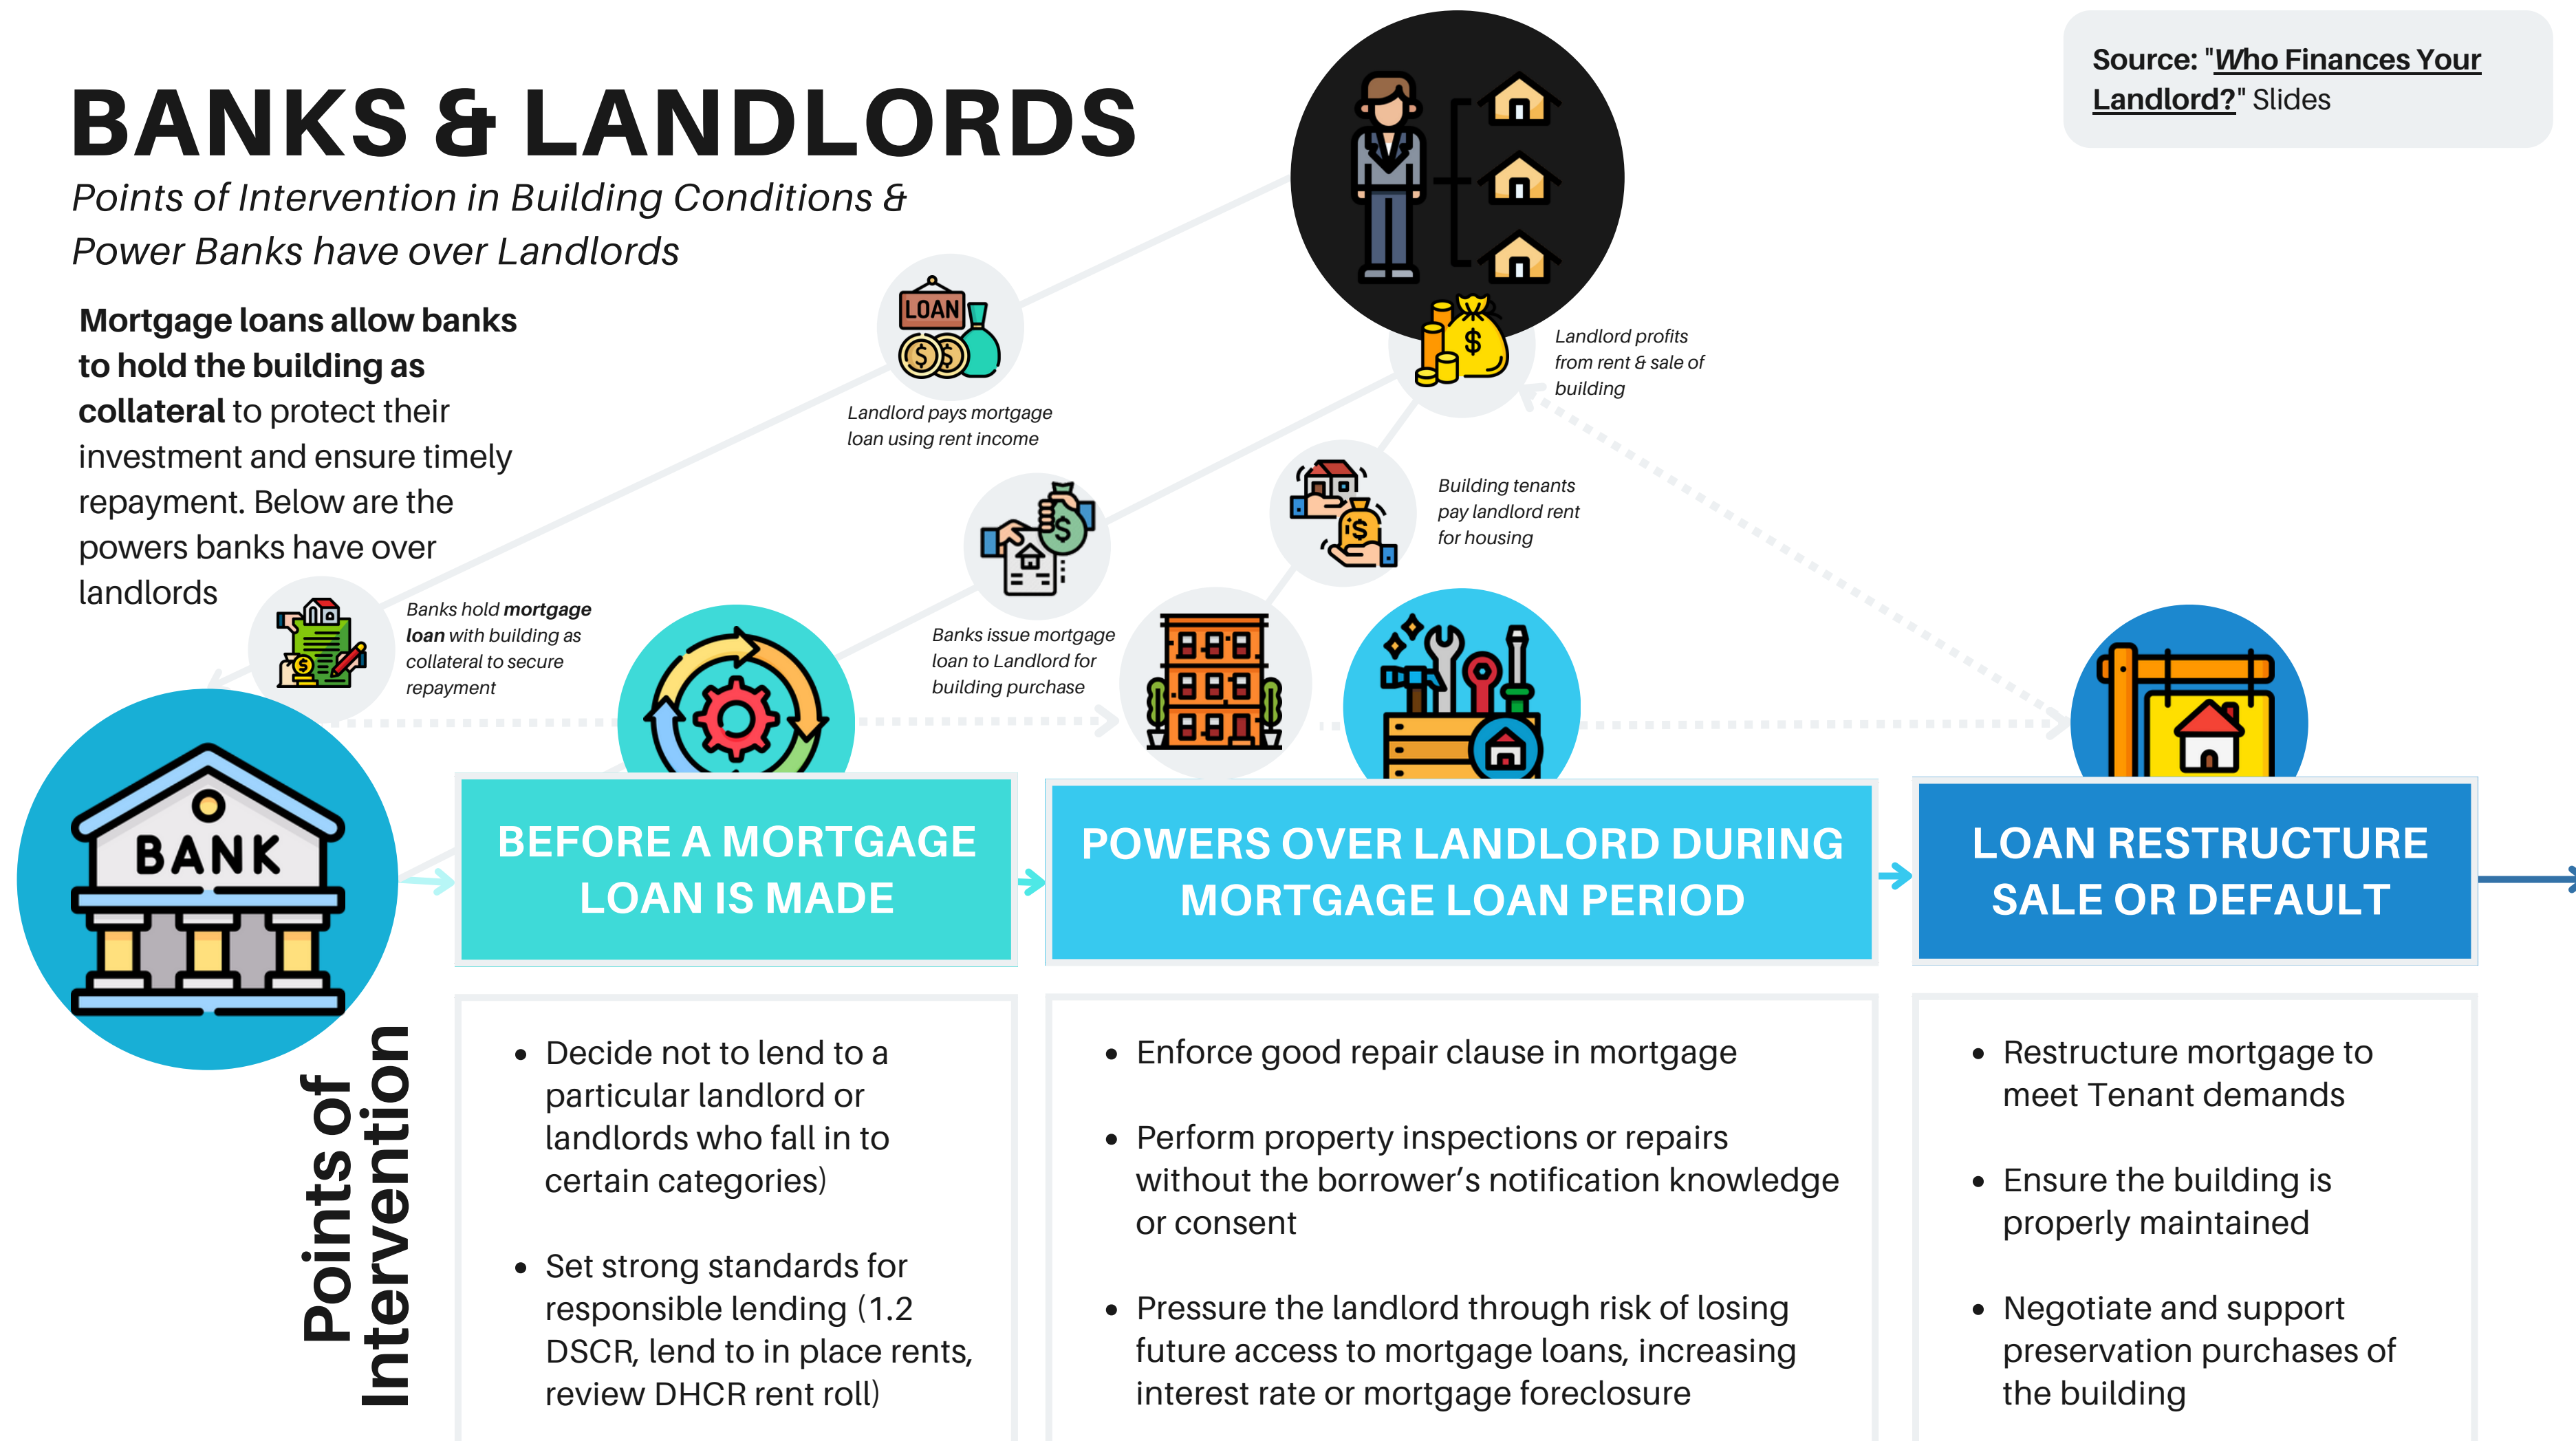 BANKS & LANDLORDS
Points of Intervention in Building Conditions &
Power Banks have over Landlords
Source: "Who Finances Your
Landlord?" Slides
Mortgage loans allow banks
to hold the building as
collateral to protect their
investment and ensure timely
repayment. Below are the
powers banks have over
landlords
LOAN
$ $
Landlord pays mortgage
loan using rent income
$
Landlord profits
from rent & sale of
building
$
Banks issue mortgage
loan to Landlord for
building purchase
$
Building tenants
pay landlord rent
for housing
$
Banks hold mortgage
loan with building as
collateral to secure
repayment
BANK
BEFORE A MORTGAGE
LOAN IS MADE
POWERS OVER LANDLORD DURING
MORTGAGE LOAN PERIOD
LOAN RESTRUCTURE
SALE OR DEFAULT
Points of
Intervention
• Decide not to lend to a
particular landlord or
landlords who fall in to
certain categories)
• Set strong standards for
responsible lending (1.2
DSCR, lend to in place rents,
review DHCR rent roll)
• Enforce good repair clause in mortgage
• Perform property inspections or repairs
without the borrower’s notification knowledge
or consent
• Pressure the landlord through risk of losing
future access to mortgage loans, increasing
interest rate or mortgage foreclosure
• Restructure mortgage to
meet Tenant demands
• Ensure the building is
properly maintained
• Negotiate and support
preservation purchases of
the building